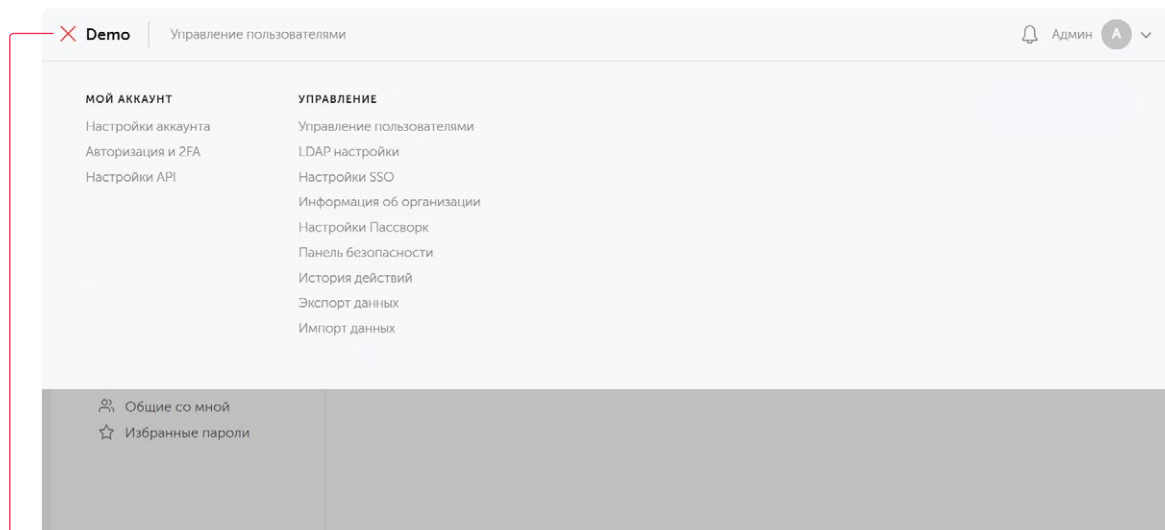 Demo Управление пользователями Админ А
МОЙ АККАУНТ
Настройки аккаунта
Авторизация и 2FA
Настройки API
УПРАВЛЕНИЕ
Управление пользователями
LDAP настройки
Настройки SSO
Информация об организации
Настройки Пассворк
Панель безопасности
История действий
Экспорт данных
Импорт данных
Общие со мной
Избранные пароли